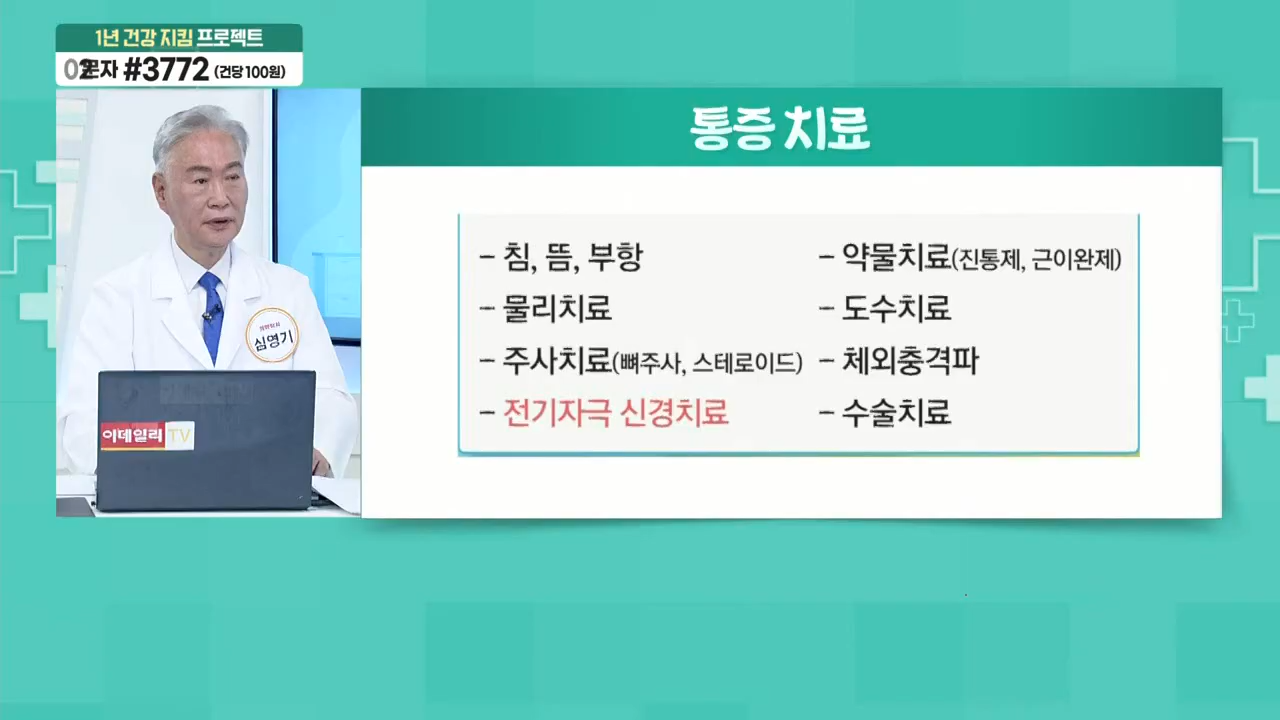 1년 건강 지킴 프로젝트
문자 #3772 (건당 100원)
통증 치료
- 침, 뜸, 부항
- 물리치료
- 주사치료(뼈주사, 스테로이드)
- 전기자극 신경치료
- 약물치료(진통제, 근이완제)
- 도수치료
- 체외충격파
- 수술치료
심영기
이데일리 TV